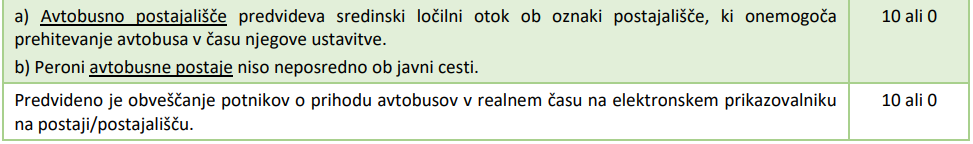 a) Avtobusno postajališče predvideva sredinski ločilni otok ob oznaki postajališče, ki onemogoča
prehitevanje avtobusa v času njegove ustavitve.
b) Peroni avtobusne postaje niso neposredno ob javni cesti.
10 ali 0
Predvideno je obveščanje potnikov o prihodu avtobusov v realnem času na elektronskem prikazovalniku
na postaji/postajališču.
10 ali 0